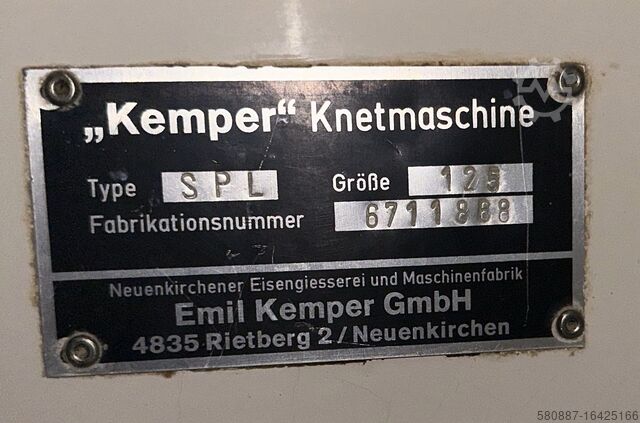 „Kemper“ Knetmaschine
Type SPL Größe 125
Fabrikationsnummer 6711868
Neuenkirchener Eisengiesserei und Maschinenfabrik
Emil Kemper GmbH
4835 Rietberg 2/Neuenkirchen
580887-16425166